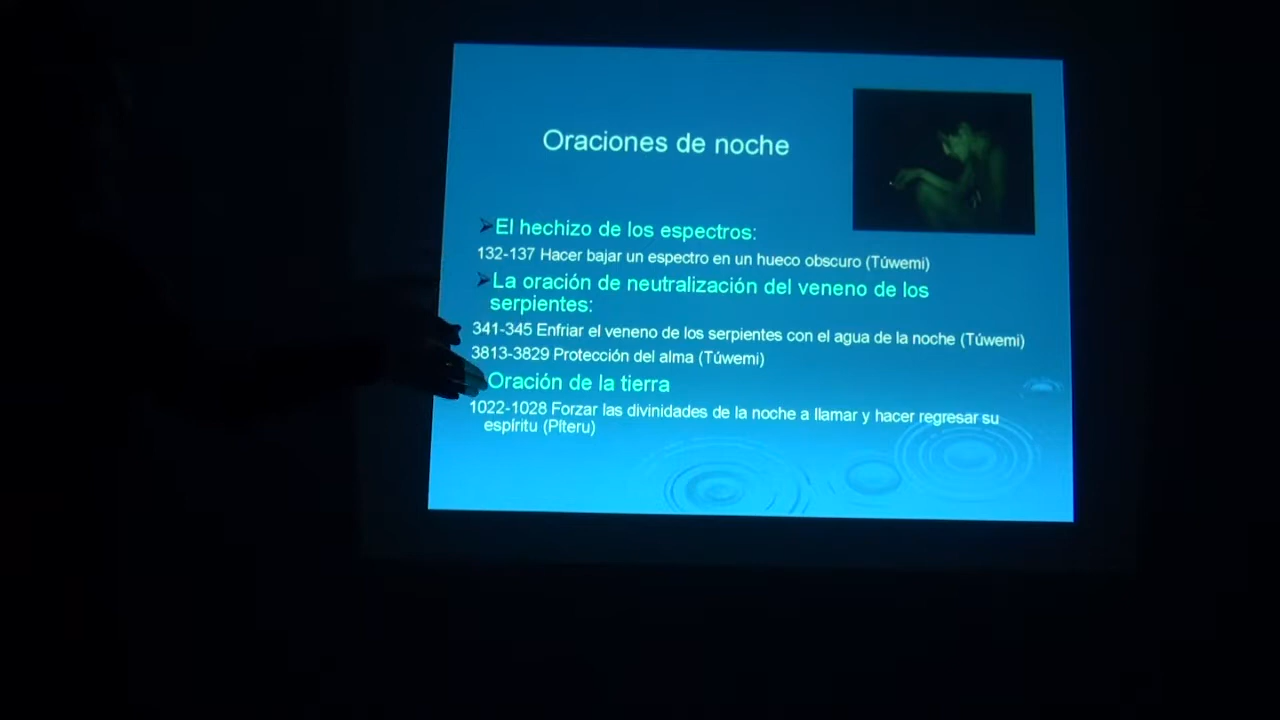 Oraciones de noche
El hechizo de los espectros:
132-137 Hacer bajar un espectro en un hueco obscuro (Túwemi)
La oración de neutralización del veneno de los
serpientes:
341-345 Enfriar el veneno de los serpientes con el agua de la noche (Túwemi)
3813-3829 Protección del alma (Túwemi)
Oración de la tierra
1022-1028 Forzar las divinidades de la noche a llamar y hacer regresar su
espíritu (Píteru)